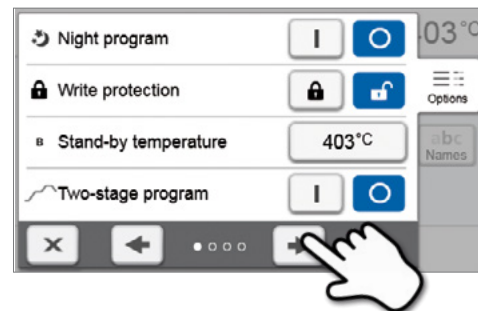 Night program I O
03°C
Write protection
Options
B Stand-by temperature 403°C
abc
Names
Two-stage program I O